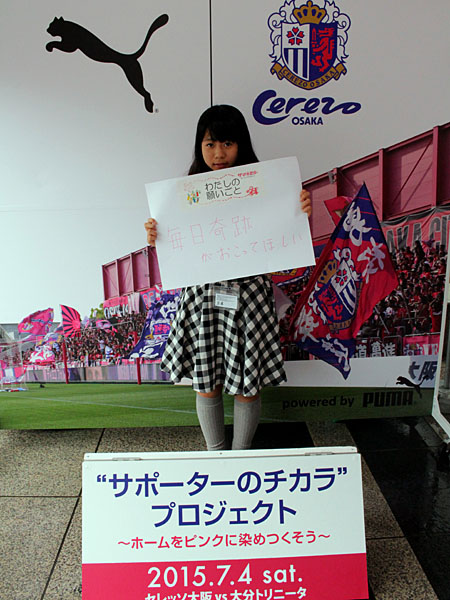 Cerezo
OSAKA
わたしの
願いごと
毎日奇跡
がおこってほしい
powered by PUMA
"サポーターのチカラ"
プロジェクト
～ホームをピンクに染めつくそう～
2015.7.4 sat.
セレッソ大阪 vs 大分トリニータ